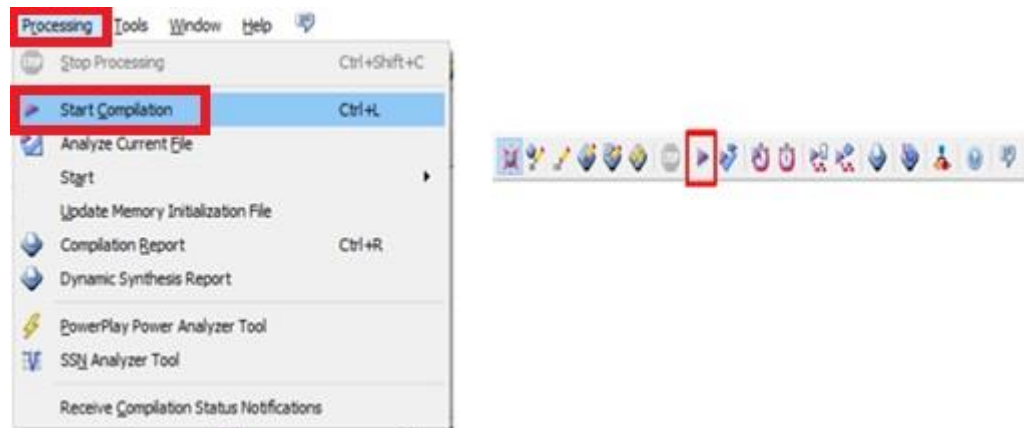 Processing Tools Window Help
Stop Processing Ctrl+Shift+C
Start Compilation Ctrl+L
Analyze Current File
Start
Update Memory Initialization File
Compilation Report Ctrl+R
Dynamic Synthesis Report
PowerPlay Power Analyzer Tool
SSN Analyzer Tool
Receive Compilation Status Notifications